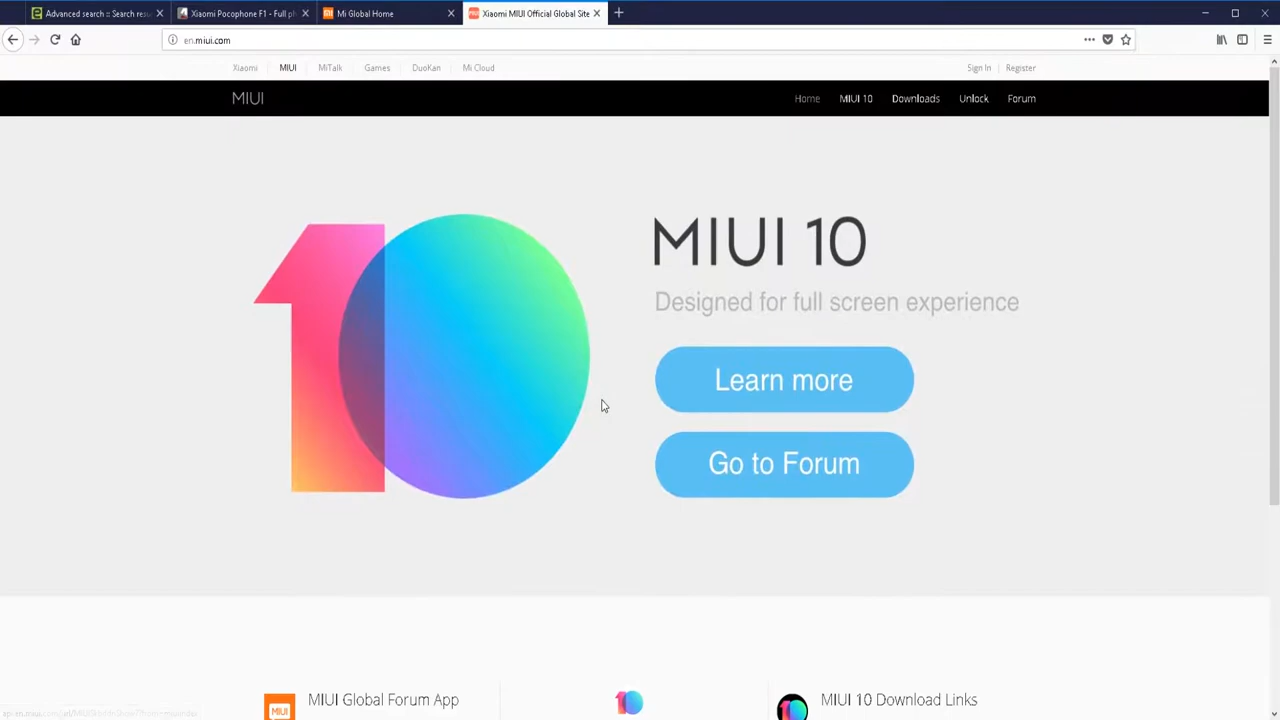 Advanced search :: Search resu
Xiaomi Pocophone F1 - Full ph
Mi Global Home
Xiaomi MIUI Official Global Site
en.miui.com
Xiaomi
MIUI
MiTalk
Games
DuoKan
Mi Cloud
Sign In
Register
MIUI
Home
MIUI 10
Downloads
Unlock
Forum
10
MIUI 10
Designed for full screen experience
Learn more
Go to Forum
MIUI
MIUI Global Forum App
MIUI 10 Download Links